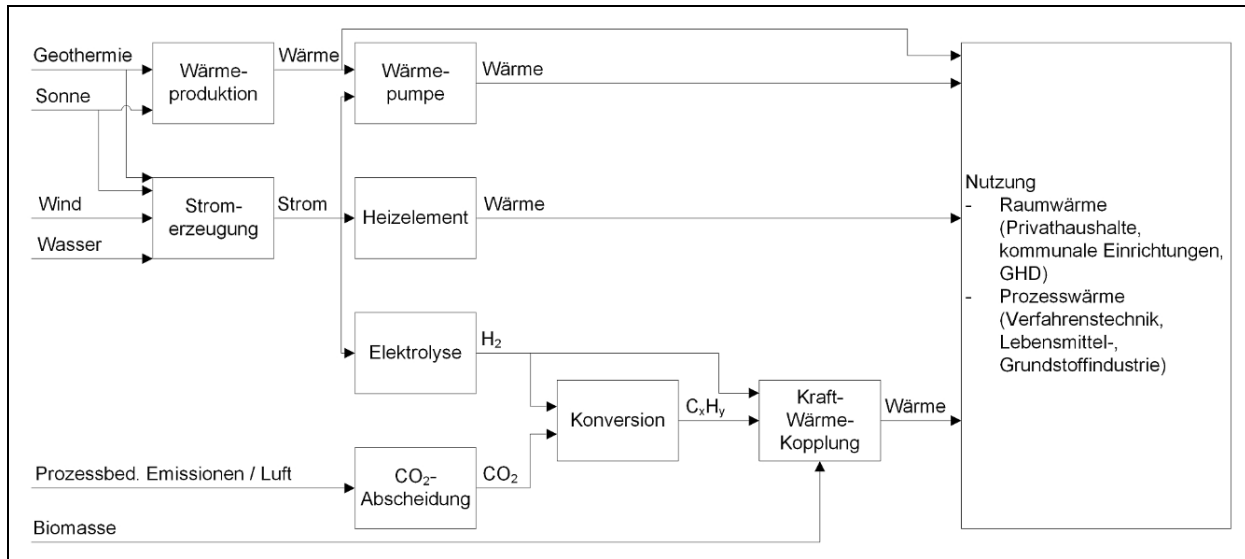 Geothermie
Wärme-
produktion
Wärme
Wärme-
pumpe
Wärme
Sonne
Wind
Wasser
Strom-
erzeugung
Strom
Heizelement
Wärme
Nutzung
- Raumwärme
(Privathaushalte,
kommunale Einrichtungen,
GHD)
- Prozesswärme
(Verfahrenstechnik,
Lebensmittel-,
Grundstoffindustrie)
Elektrolyse
H₂
Konversion
CₓHᵧ
Kraft-
Wärme-
Kopplung
Wärme
Prozessbed. Emissionen / Luft
CO₂-
Abscheidung
CO₂
Biomasse